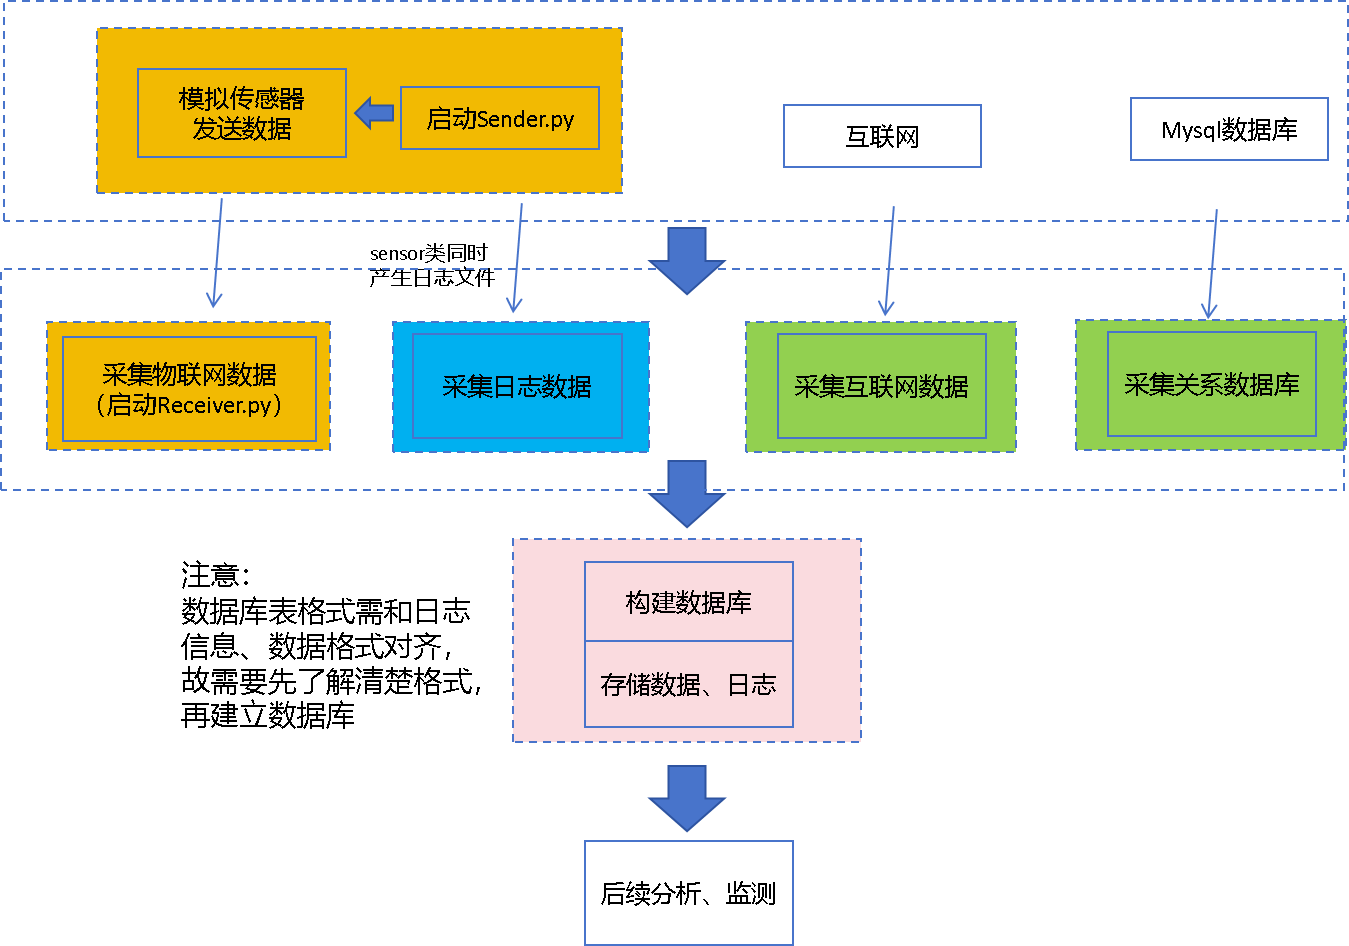 模拟传感器
发送数据
启动Sender.py
互联网
Mysql数据库
sensor类同时
产生日志文件
采集物联网数据
（启动Receiver.py）
采集日志数据
采集互联网数据
采集关系数据库
注意：
数据库表格式需和日志
信息、数据格式对齐，
故需要先了解清楚格式，
再建立数据库
构建数据库
存储数据、日志
后续分析、监测